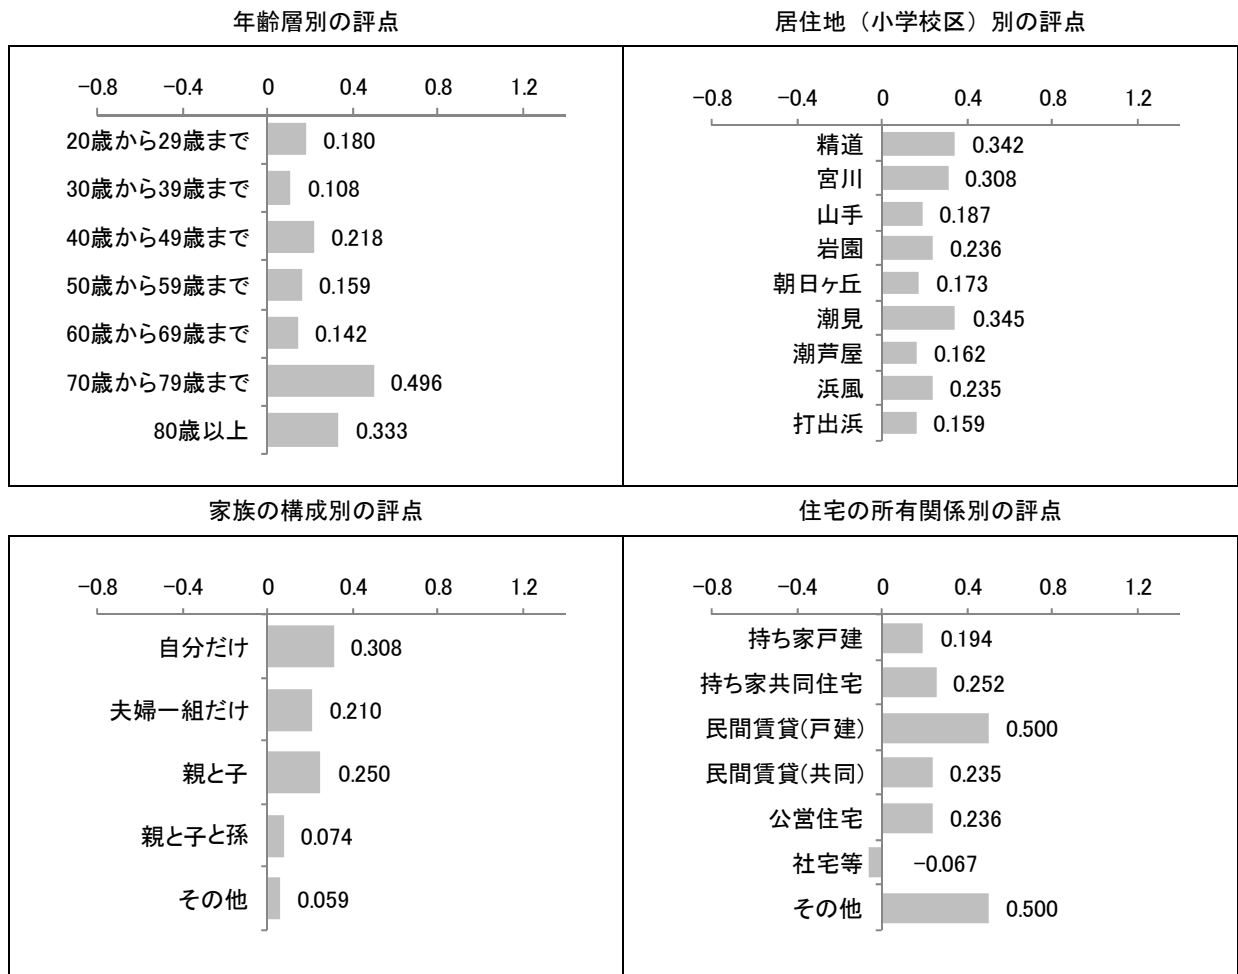 年齢層別の評点
−0.8 −0.4 0 0.4 0.8 1.2
20歳から29歳まで 0.180
30歳から39歳まで 0.108
40歳から49歳まで 0.218
50歳から59歳まで 0.159
60歳から69歳まで 0.142
70歳から79歳まで 0.496
80歳以上 0.333
居住地（小学校区）別の評点
−0.8 −0.4 0 0.4 0.8 1.2
精道 0.342
宮川 0.308
山手 0.187
岩園 0.236
朝日ヶ丘 0.173
潮見 0.345
潮芦屋 0.162
浜風 0.235
打出浜 0.159
家族の構成別の評点
−0.8 −0.4 0 0.4 0.8 1.2
自分だけ 0.308
夫婦一組だけ 0.210
親と子 0.250
親と子と孫 0.074
その他 0.059
住宅の所有関係別の評点
−0.8 −0.4 0 0.4 0.8 1.2
持ち家戸建 0.194
持ち家共同住宅 0.252
民間賃貸(戸建) 0.500
民間賃貸(共同) 0.235
公営住宅 0.236
社宅等 −0.067
その他 0.500